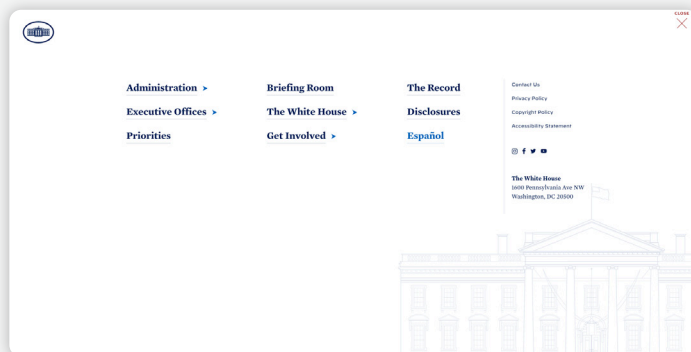 CLOSE
Administration
Executive Offices
Priorities
Briefing Room
The White House
Get Involved
The Record
Disclosures
Español
Contact Us
Privacy Policy
Copyright Policy
Accessibility Statement
The White House
1600 Pennsylvania Ave NW
Washington, DC 20500